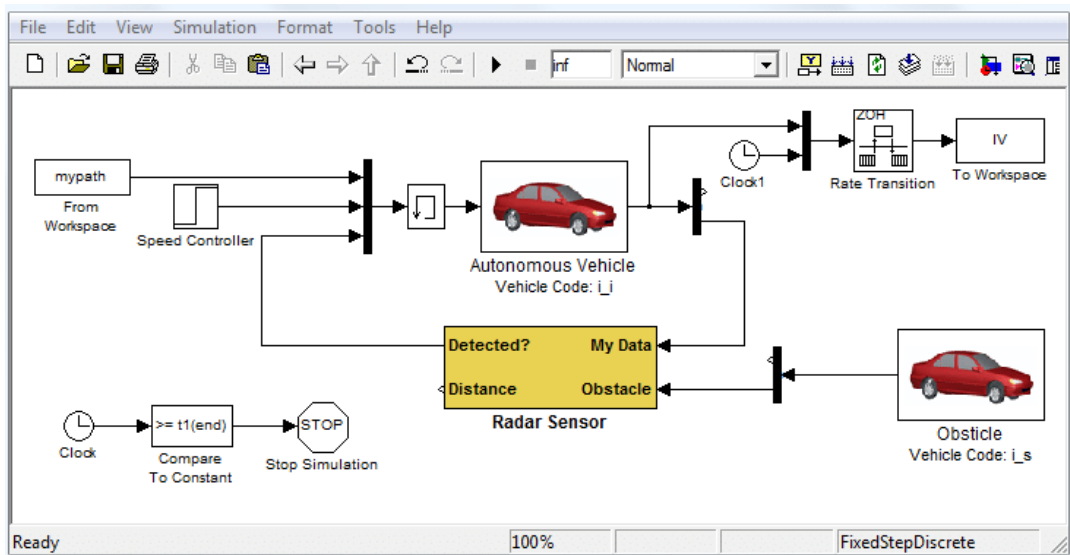 File Edit View Simulation Format Tools Help
inf Normal
mypath
From
Workspace
Speed Controller
Autonomous Vehicle
Vehicle Code: i_i
Clock1
ZOH
Rate Transition
IV
To Workspace
Detected? My Data
Distance Obstacle
Radar Sensor
Obsticle
Vehicle Code: i_s
Clock
>= t1(end)
Compare
To Constant
STOP
Stop Simulation
Ready 100% FixedStepDiscrete